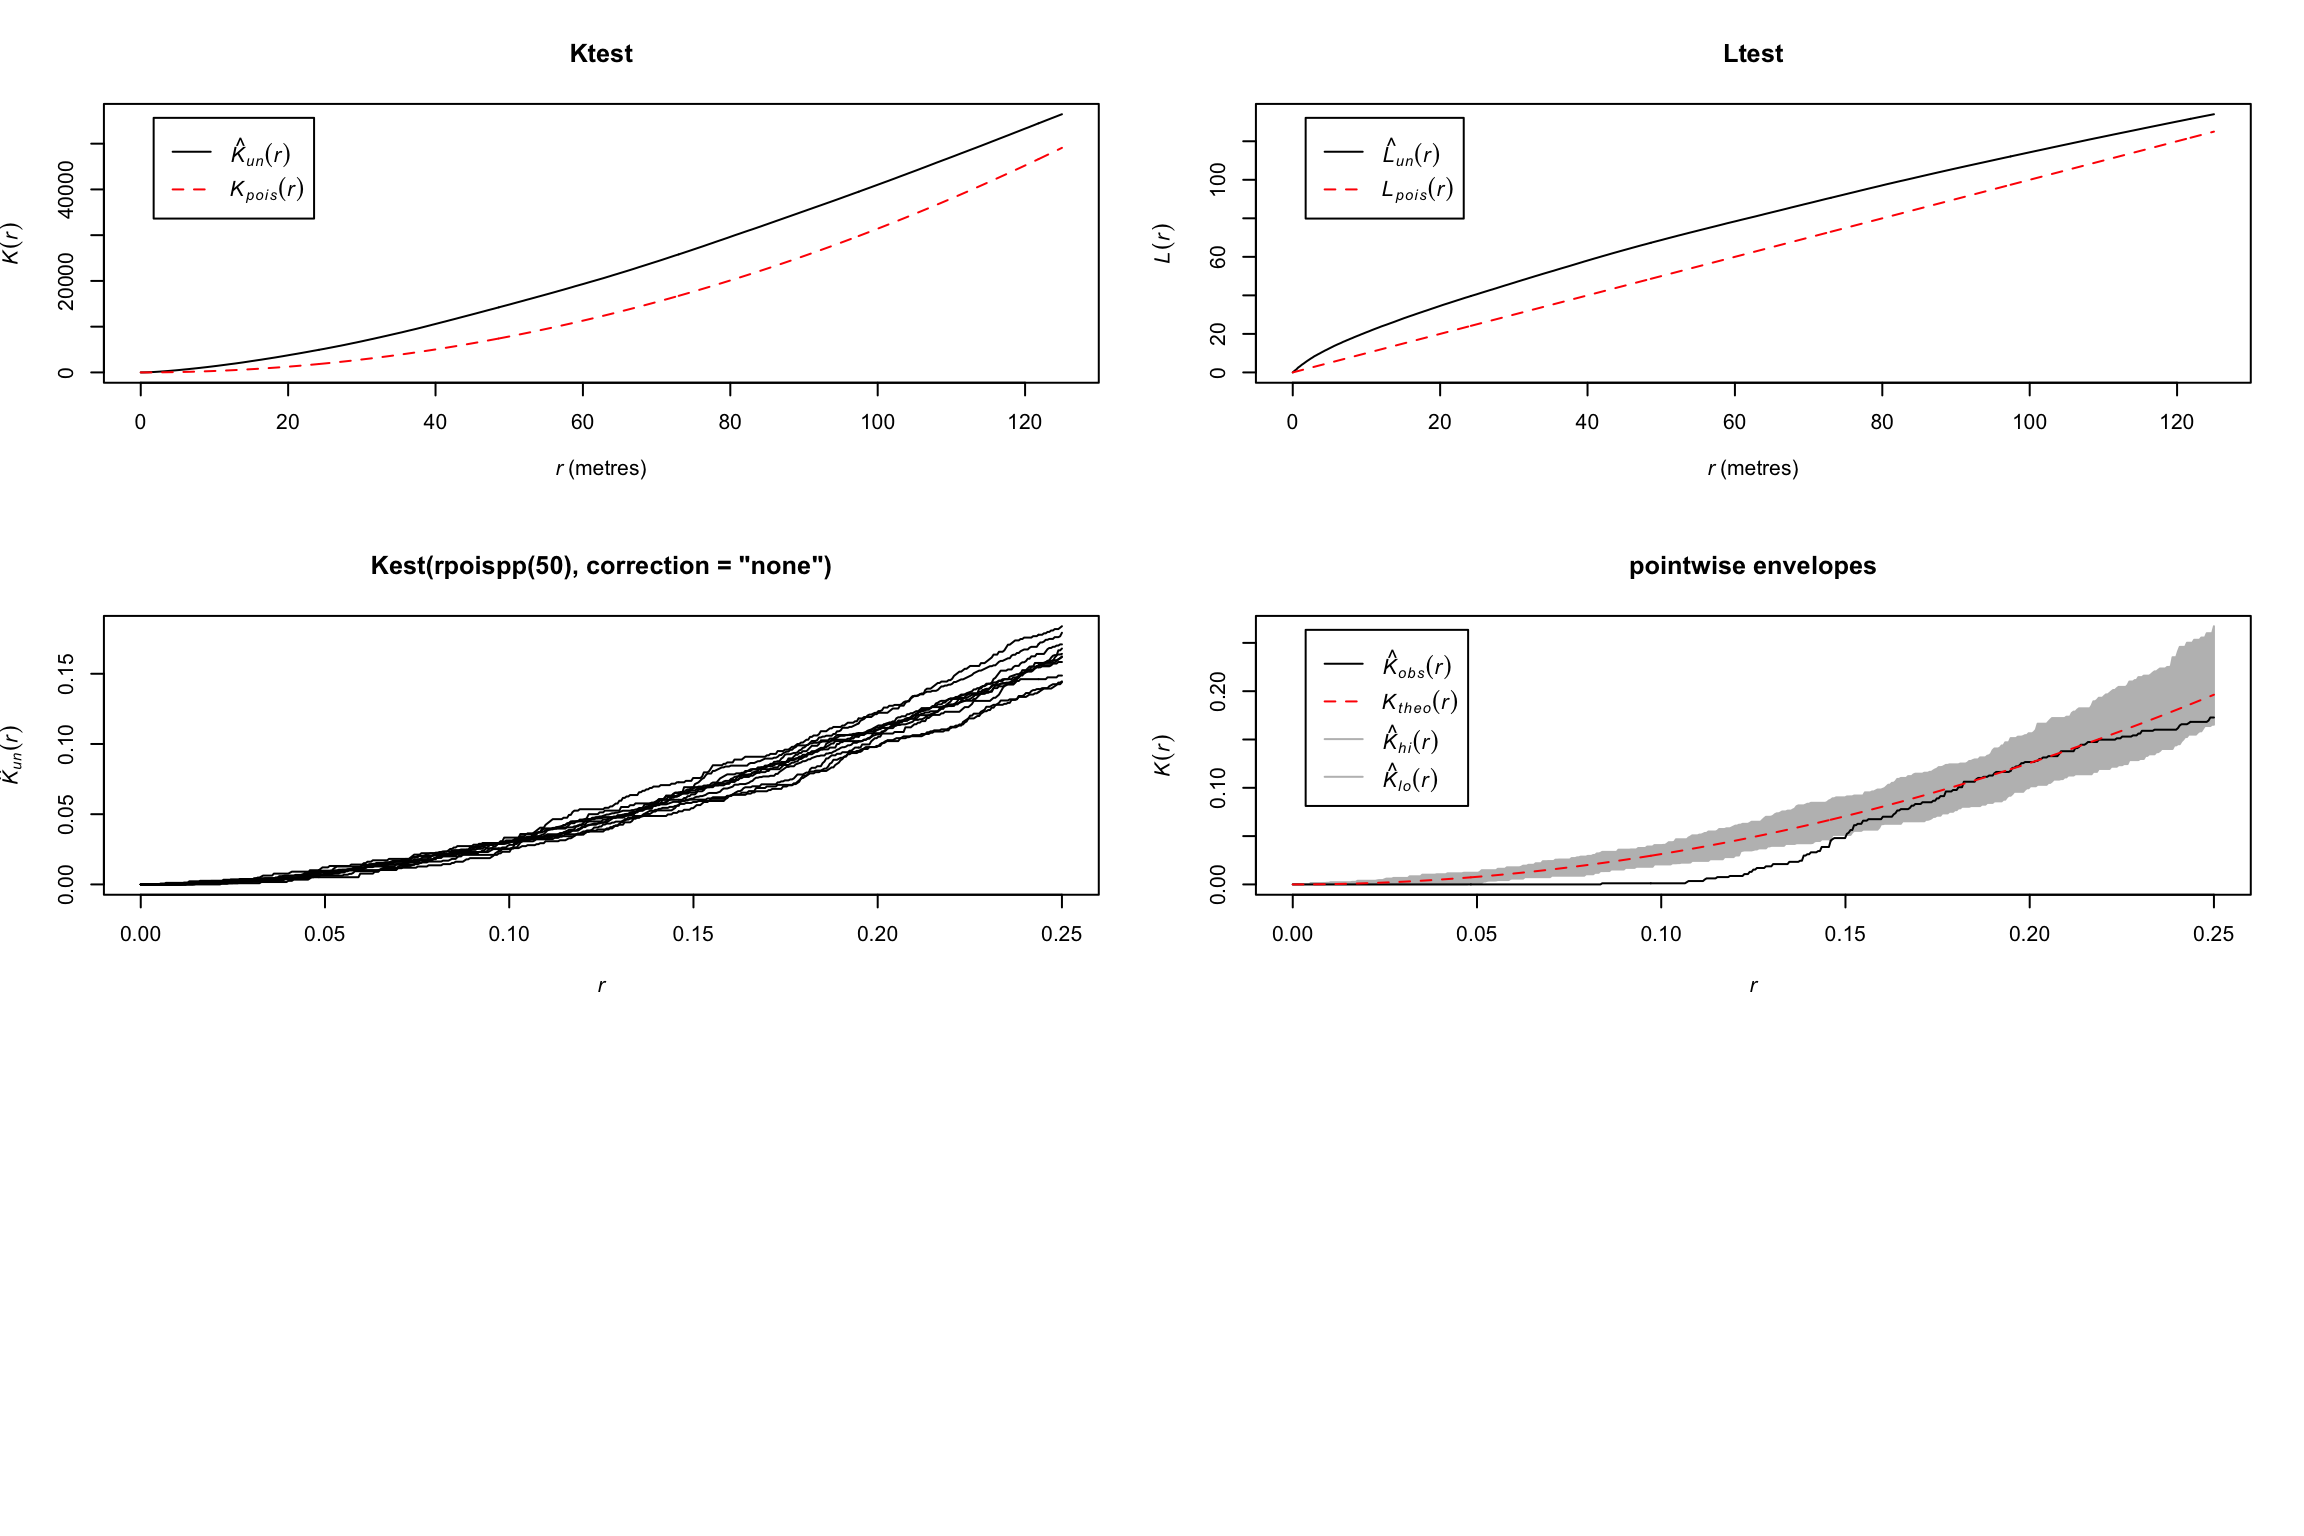 Ktest
K̂un(r)
Kpois(r)
K(r)
0 20000 40000
0 20 40 60 80 100 120
r (metres)
Ltest
L̂un(r)
Lpois(r)
L(r)
0 20 60 100
0 20 40 60 80 100 120
r (metres)
Kest(rpoispp(50), correction = "none")
K̂un(r)
0.00 0.05 0.10 0.15
0.00 0.05 0.10 0.15 0.20 0.25
r
pointwise envelopes
K̂obs(r)
Ktheo(r)
K̂hi(r)
K̂lo(r)
K(r)
0.00 0.10 0.20
0.00 0.05 0.10 0.15 0.20 0.25
r